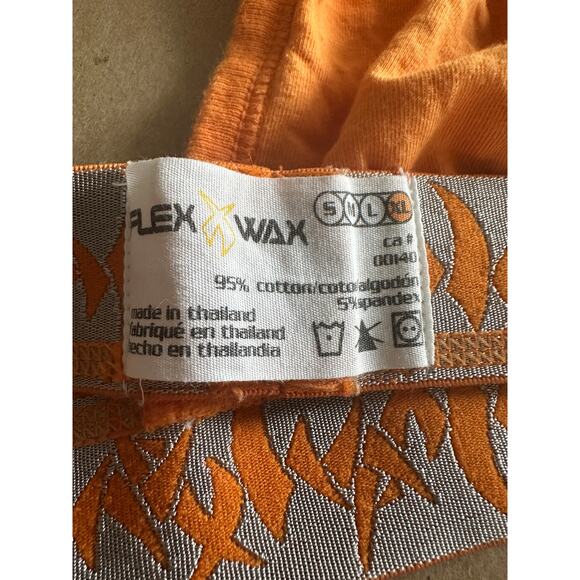 FLEX WAX
S M L XL
ca #
00140
95% cotton/coto/algodón
5% spandex
made in thailand
fabriqué en thailand
hecho en thailandia